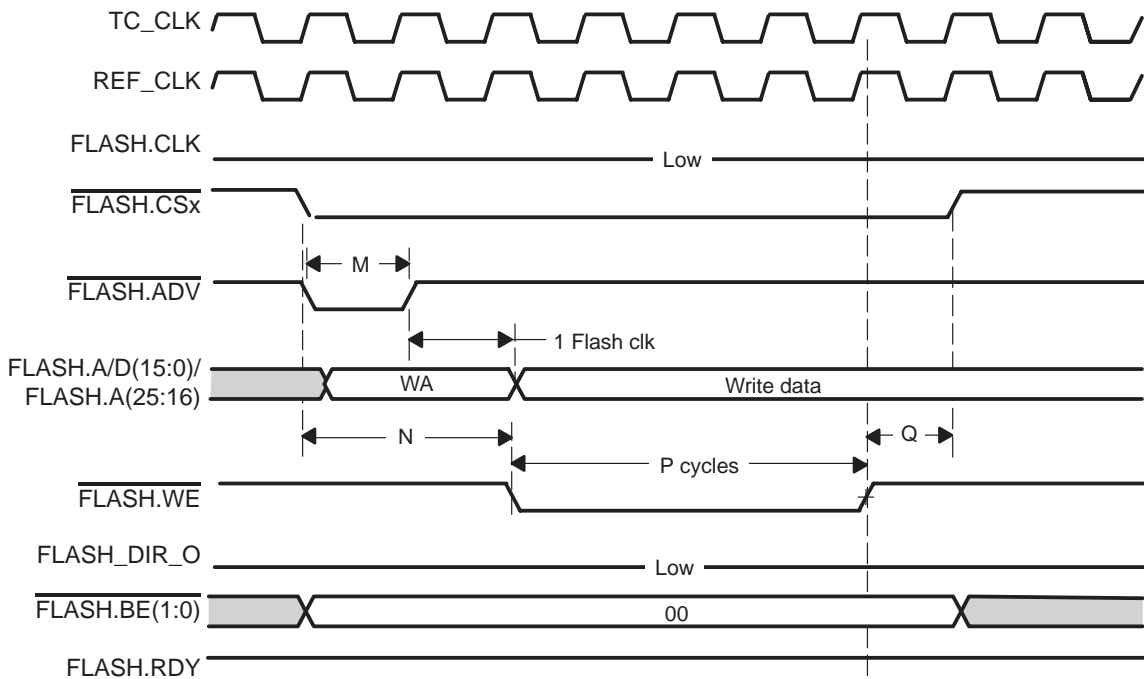 TC_CLK
REF_CLK
FLASH.CLK
Low
FLASH.CSx
M
FLASH.ADV
1 Flash clk
FLASH.A/D(15:0)/
FLASH.A(25:16)
WA
Write data
N
Q
P cycles
FLASH.WE
FLASH_DIR_O
Low
FLASH.BE(1:0)
00
FLASH.RDY